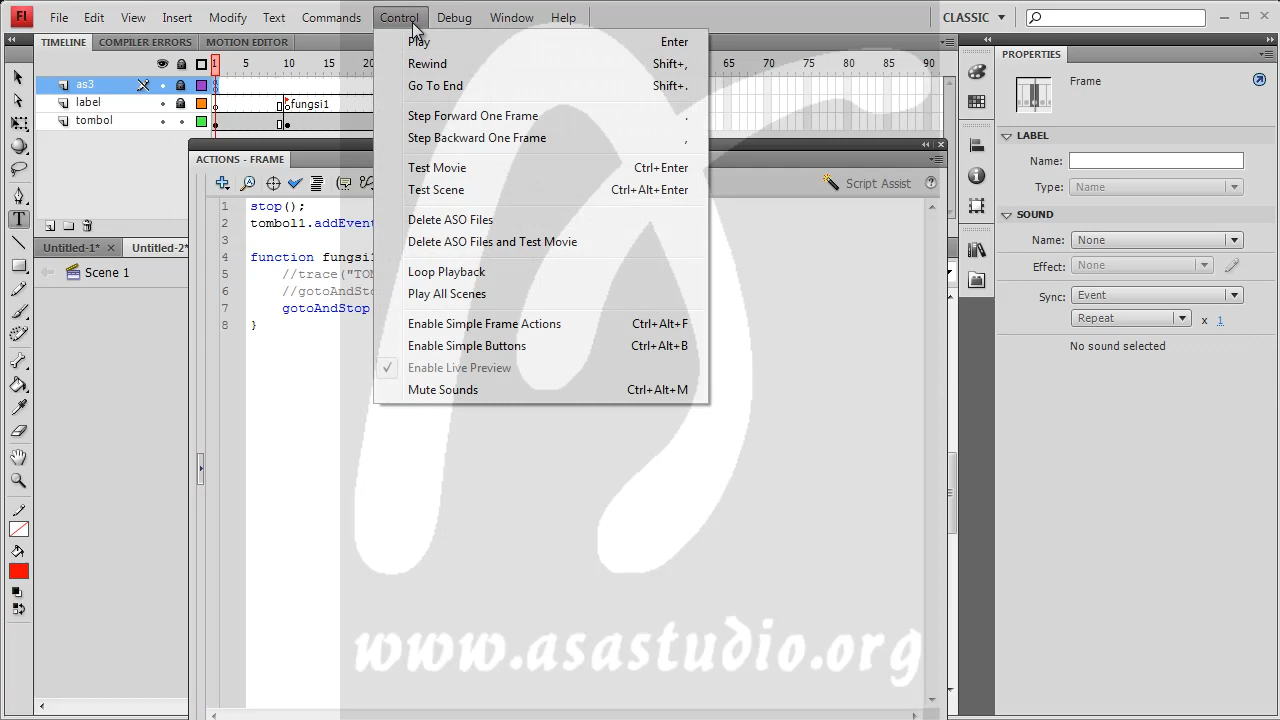 Fl File Edit View Insert Modify Text Commands Control Debug Window Help CLASSIC
TIMELINE COMPILER ERRORS MOTION EDITOR
1 5 10 15 20 90 95 60 65 70 75 80 85 90
as3
label
fungsi1
tombol
Play Enter
Rewind Shift+,
Go To End Shift+.
Step Forward One Frame .
Step Backward One Frame ,
Test Movie Ctrl+Enter
Test Scene Ctrl+Alt+Enter
Delete ASO Files
Delete ASO Files and Test Movie
Loop Playback
Play All Scenes
Enable Simple Frame Actions Ctrl+Alt+F
Enable Simple Buttons Ctrl+Alt+B
Enable Live Preview
Mute Sounds Ctrl+Alt+M
ACTIONS - FRAME
Script Assist
Untitled-1* Untitled-2*
Scene 1
1 stop();
2 tombol1.addEvent
3
4 function fungsi1
5 //trace("TOM
6 //gotoAndSto
7 gotoAndStop
8 }
PROPERTIES
Frame
LABEL
Name:
Type: Name
SOUND
Name: None
Effect: None
Sync: Event
Repeat x 1
No sound selected
www.asastudio.org